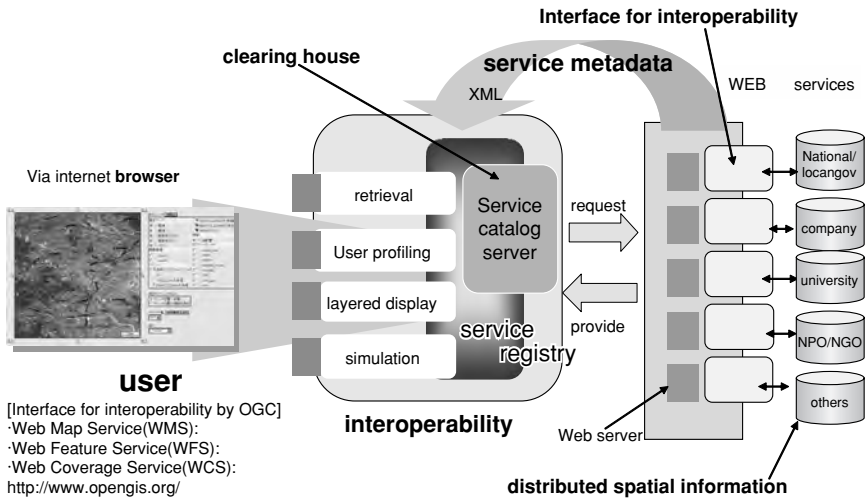 Interface for interoperability
clearing house
service metadata
XML
WEB services
Via internet browser
retrieval
User profiling
layered display
simulation
Service
catalog
server
service
registry
request
provide
National/
locangov
company
university
NPO/NGO
others
user
interoperability
Web server
[Interface for interoperability by OGC]
·Web Map Service(WMS):
·Web Feature Service(WFS):
·Web Coverage Service(WCS):
http://www.opengis.org/
distributed spatial information